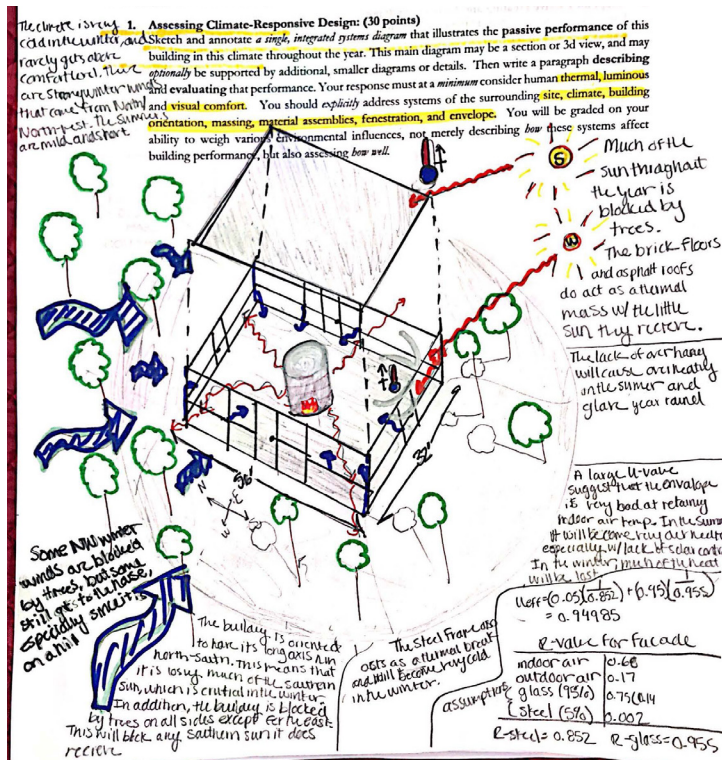 1. Assessing Climate-Responsive Design: (30 points)
sketch and annotate a single, integrated systems diagram that illustrates the passive performance of this
building in this climate throughout the year. This main diagram may be a section or 3d view, and may
optionally be supported by additional, smaller diagrams or details. Then write a paragraph describing
and evaluating that performance. Your response must at a minimum consider human thermal, luminous
and visual comfort. You should explicitly address systems of the surrounding site, climate, building
orientation, massing, material assemblies, fenestration, and envelope. You will be graded on your
ability to weigh various environmental influences, not merely describing how these systems affect
building performance, but also assessing how well.
The climate is very
cold in the winter, and
rarely gets above
comfort level. There
are strong winter winds
that come from North/
North-west. The summers
are mild and short
S
Much of the
sun throughout
the year is
blocked by
trees.
W
The brick floors
and asphalt roofs
do act as a thermal
mass w/ the little
sun they recieve.
The lack of overhang
will cause overheating
in the summer and
glare year round
A large U-value
suggest that the envelope
is very bad at retaining
indoor air temp. In the summer
it will become very overheated
especially w/ lack of solar control
In the winter, much of the heat
will be lost
Ueff=(0.05)(1/0.852)+(0.95)(1/0.955)
= 0.94985
R-value for Facade
assumptions
indoor air 0.68
outdoor air 0.17
glass (95%)
steel (5%) 0.002
R-steel=0.852 R-glass=0.955
56'
32'
N
E
S
W
Some NW winter
winds are blocked
by trees, but some
still gets to the house,
especially since it is
on a hill
The building is oriented
to have its long axis run
north-south. This means that
it is losing much of the southern
sun, which is critical in the winter
In addition, the building is blocked
by trees on all sides except for the east.
This will block any southern sun it does
recieve
The steel frame also
acts as a thermal break
and will become very cold
in the winter.